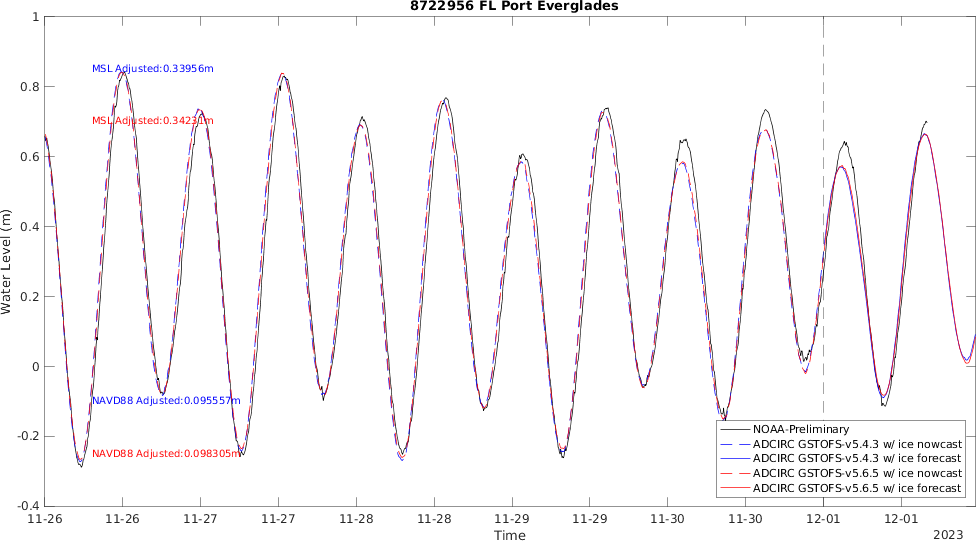 8722956 FL Port Everglades
1
0.8
0.6
0.4
0.2
0
-0.2
-0.4
Water Level (m)
MSL Adjusted:0.33956m
MSL Adjusted:0.34231m
NAVD88 Adjusted:0.095557m
NAVD88 Adjusted:0.098305m
NOAA-Preliminary
ADCIRC GSTOFS-v5.4.3 w/ ice nowcast
ADCIRC GSTOFS-v5.4.3 w/ ice forecast
ADCIRC GSTOFS-v5.6.5 w/ ice nowcast
ADCIRC GSTOFS-v5.6.5 w/ ice forecast
11-26 11-26 11-27 11-27 11-28 11-28 11-29 11-29 11-30 11-30 12-01 12-01
Time
2023